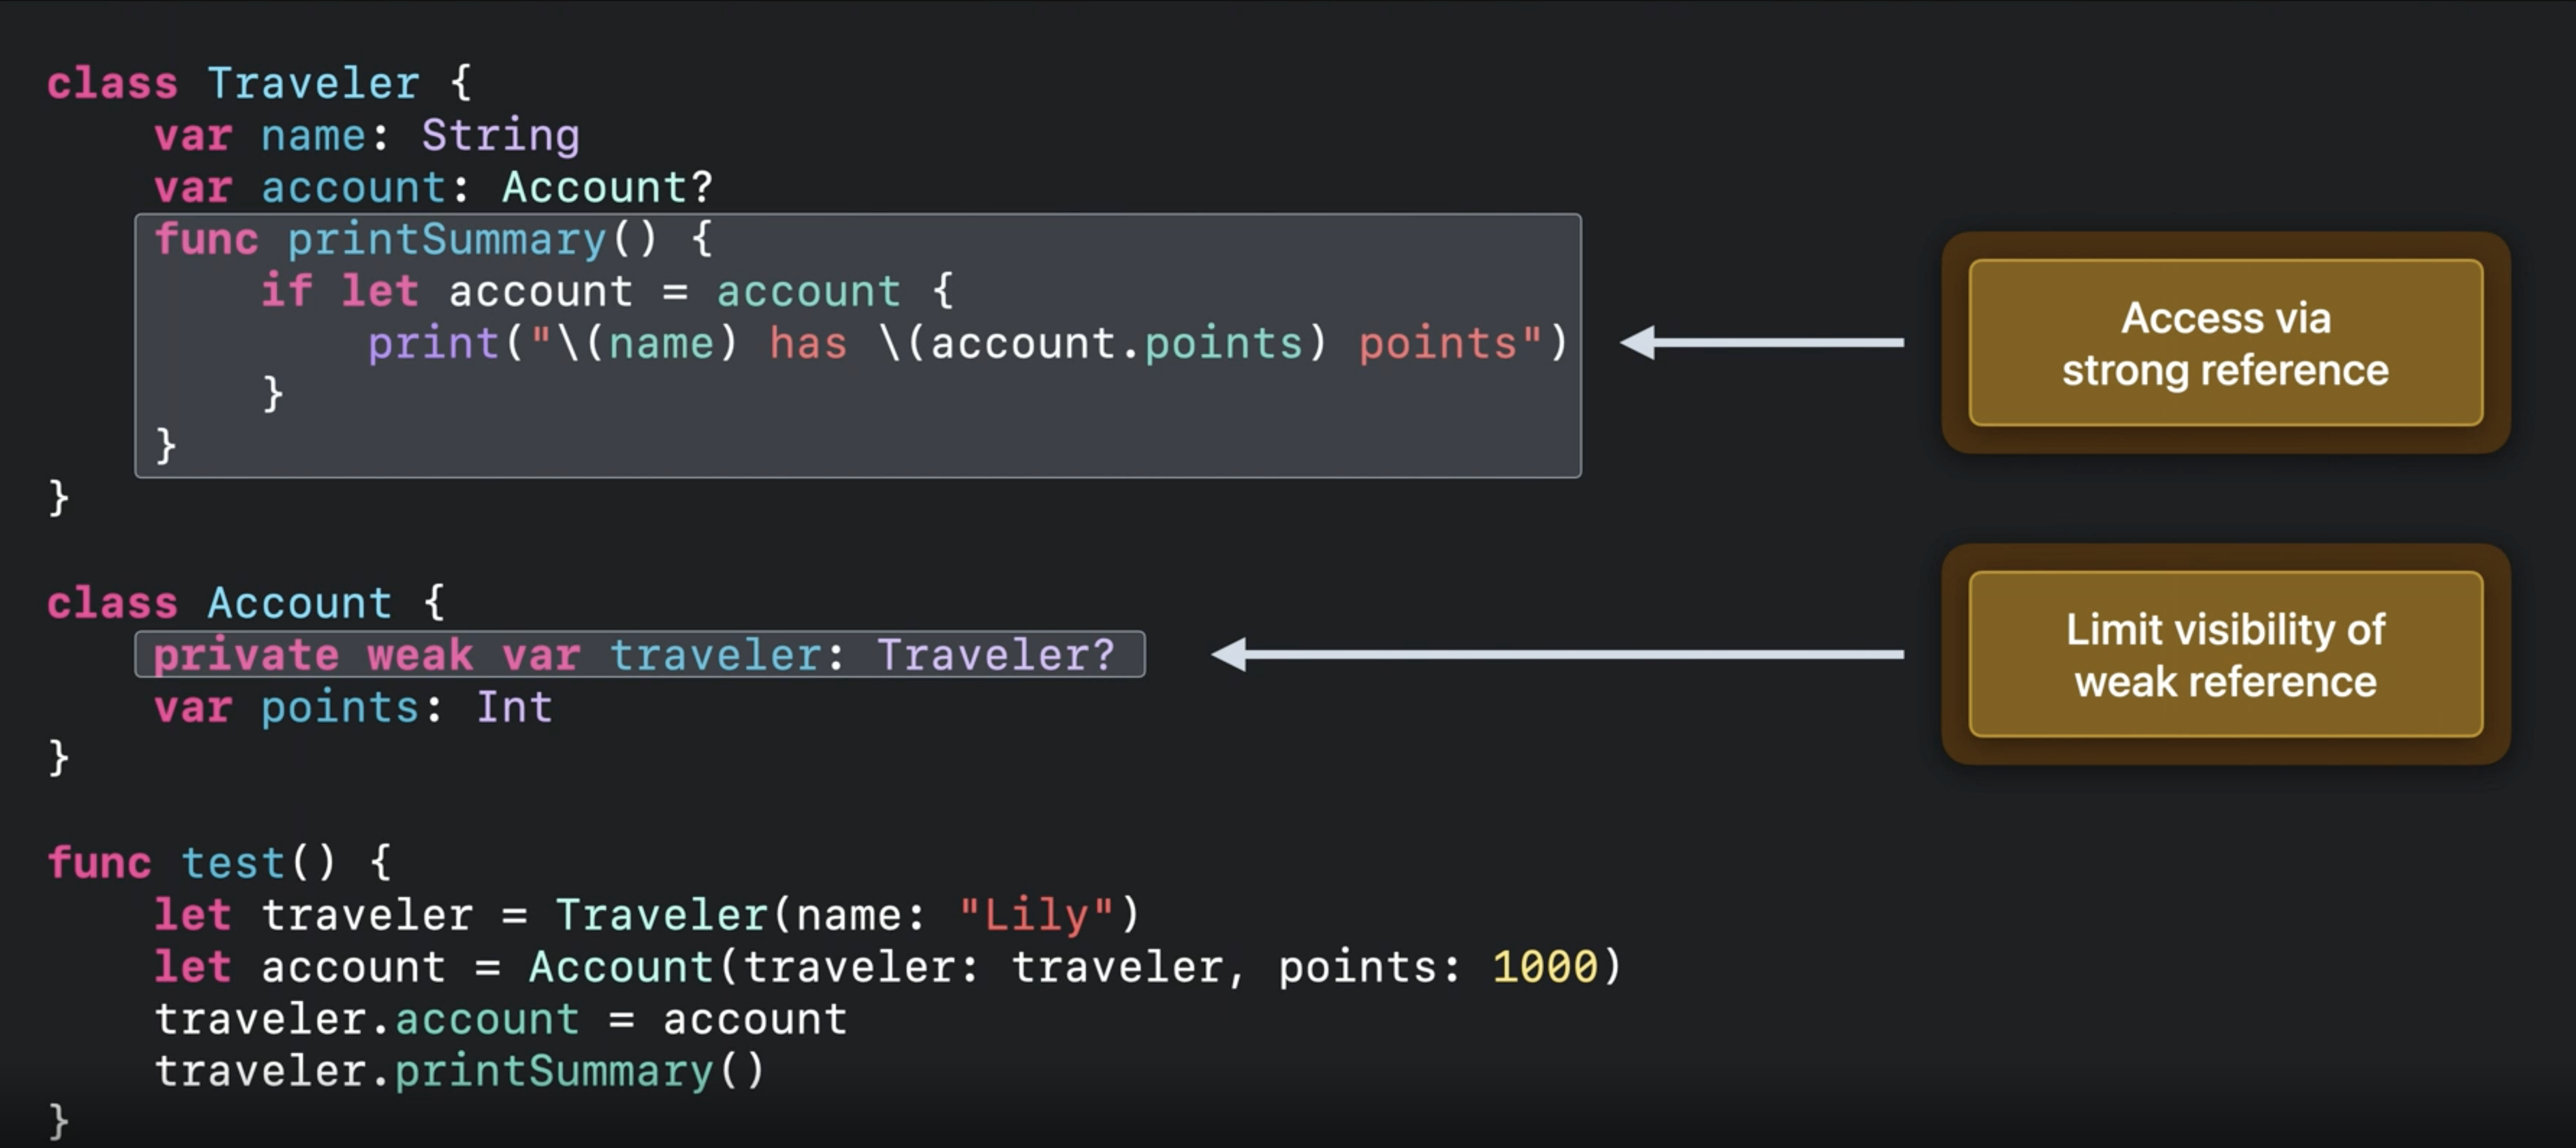 class Traveler {
    var name: String
    var account: Account?
    func printSummary() {
        if let account = account {
            print("\(name) has \(account.points) points")
        }
    }
}
Access via
strong reference
class Account {
    private weak var traveler: Traveler?
    var points: Int
}
Limit visibility of
weak reference
func test() {
    let traveler = Traveler(name: "Lily")
    let account = Account(traveler: traveler, points: 1000)
    traveler.account = account
    traveler.printSummary()
}